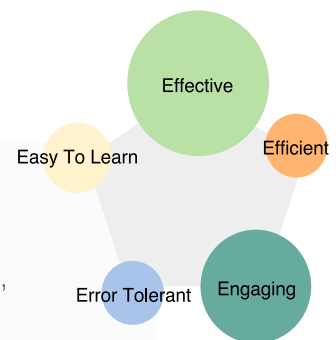 Effective
Easy To Learn
Efficient
,
Error Tolerant
Engaging